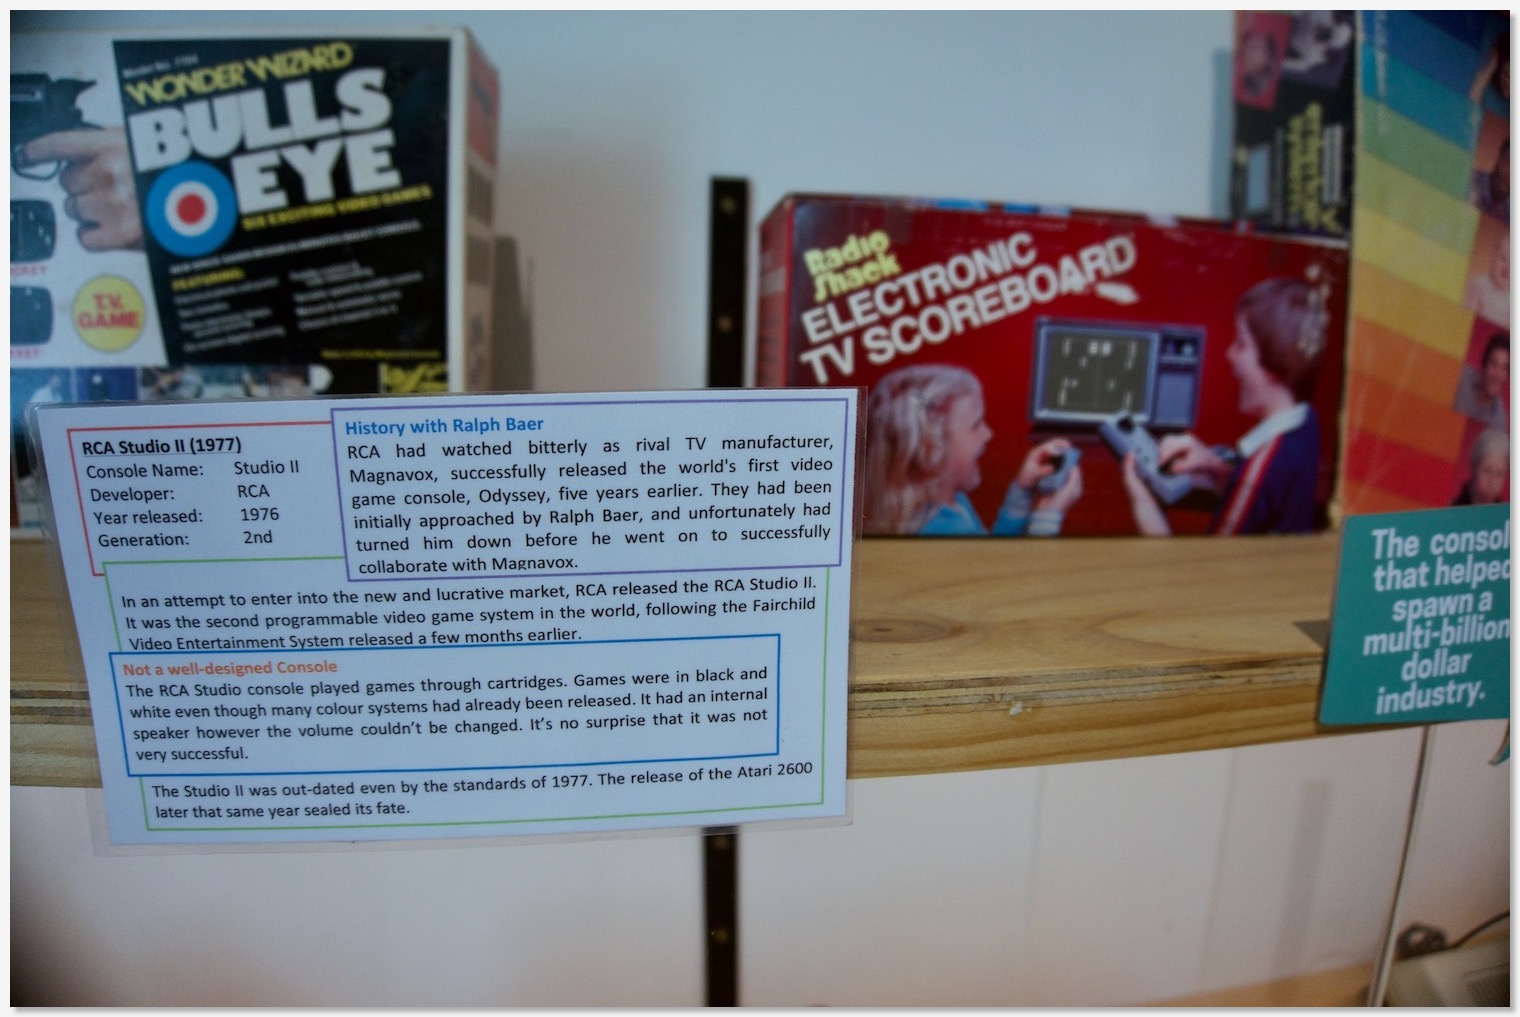 Model No. 7704
WONDER WIZARD
BULLS
EYE
SIX EXCITING VIDEO GAMES
FEATURING:
T.V.
GAME
Radio
Shack
ELECTRONIC
TV SCOREBOARD
RCA Studio II (1977)
Console Name: Studio II
Developer: RCA
Year released: 1976
Generation: 2nd
History with Ralph Baer
RCA had watched bitterly as rival TV manufacturer,
Magnavox, successfully released the world's first video
game console, Odyssey, five years earlier. They had been
initially approached by Ralph Baer, and unfortunately had
turned him down before he went on to successfully
collaborate with Magnavox.
In an attempt to enter into the new and lucrative market, RCA released the RCA Studio II.
It was the second programmable video game system in the world, following the Fairchild
Video Entertainment System released a few months earlier.
Not a well-designed Console
The RCA Studio console played games through cartridges. Games were in black and
white even though many colour systems had already been released. It had an internal
speaker however the volume couldn't be changed. It's no surprise that it was not
very successful.
The Studio II was out-dated even by the standards of 1977. The release of the Atari 2600
later that same year sealed its fate.
The consol
that helped
spawn a
multi-billion
dollar
industry.